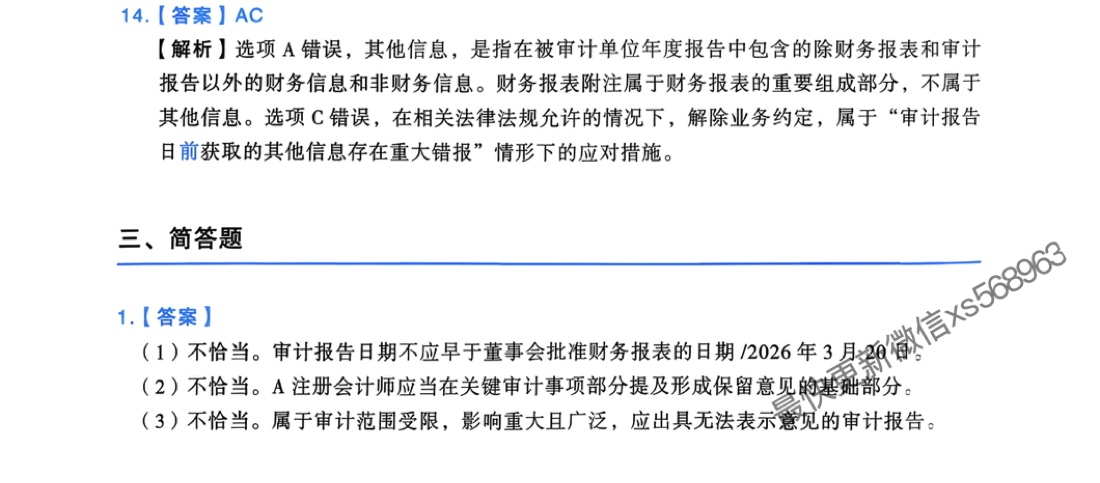 14.【答案】AC
【解析】选项 A 错误，其他信息，是指在被审计单位年度报告中包含的除财务报表和审计
报告以外的财务信息和非财务信息。财务报表附注属于财务报表的重要组成部分，不属于
其他信息。选项 C 错误，在相关法律法规允许的情况下，解除业务约定，属于“审计报告
日前获取的其他信息存在重大错报”情形下的应对措施。
三、简答题
1.【答案】
（1）不恰当。审计报告日期不应早于董事会批准财务报表的日期 /2026 年 3 月 20 日。
（2）不恰当。A 注册会计师应当在关键审计事项部分提及形成保留意见的基础部分。
（3）不恰当。属于审计范围受限，影响重大且广泛，应出具无法表示意见的审计报告。
最快更新微信xs568963